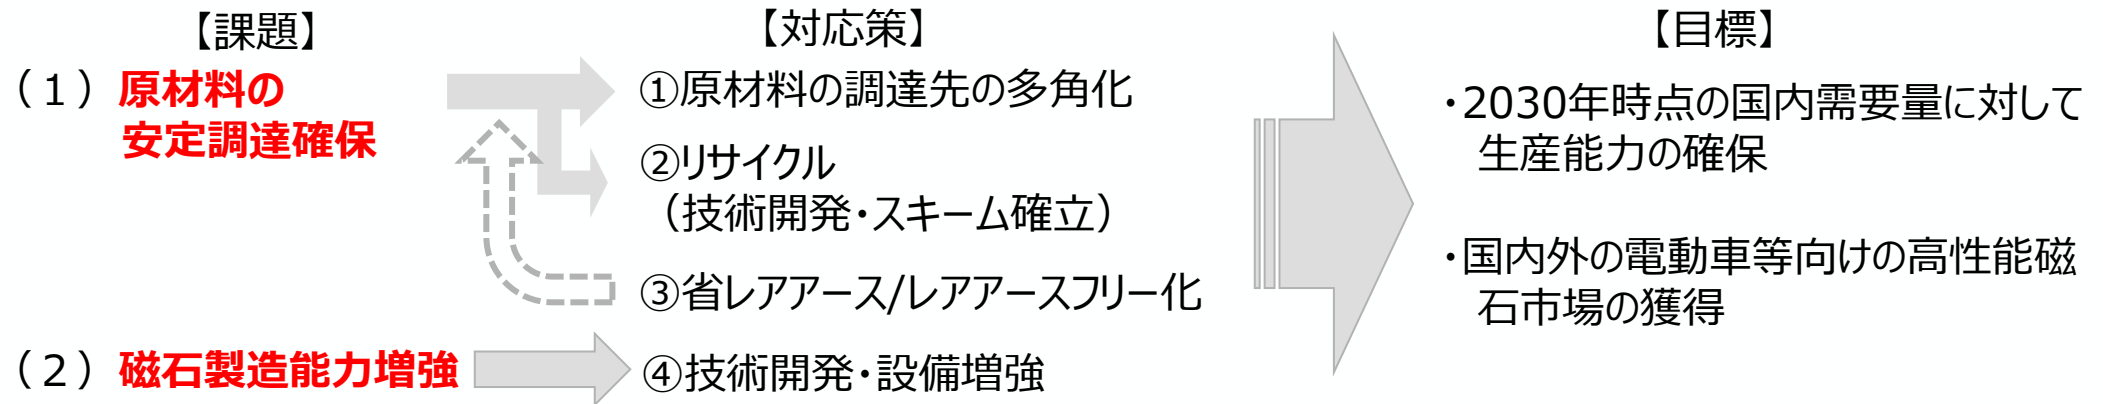 【課題】
(１) 原材料の
安定調達確保
(２) 磁石製造能力増強
【対応策】
①原材料の調達先の多角化
②リサイクル
(技術開発・スキーム確立)
③省レアアース/レアアースフリー化
④技術開発・設備増強
【目標】
・2030年時点の国内需要量に対して
生産能力の確保
・国内外の電動車等向けの高性能磁
石市場の獲得